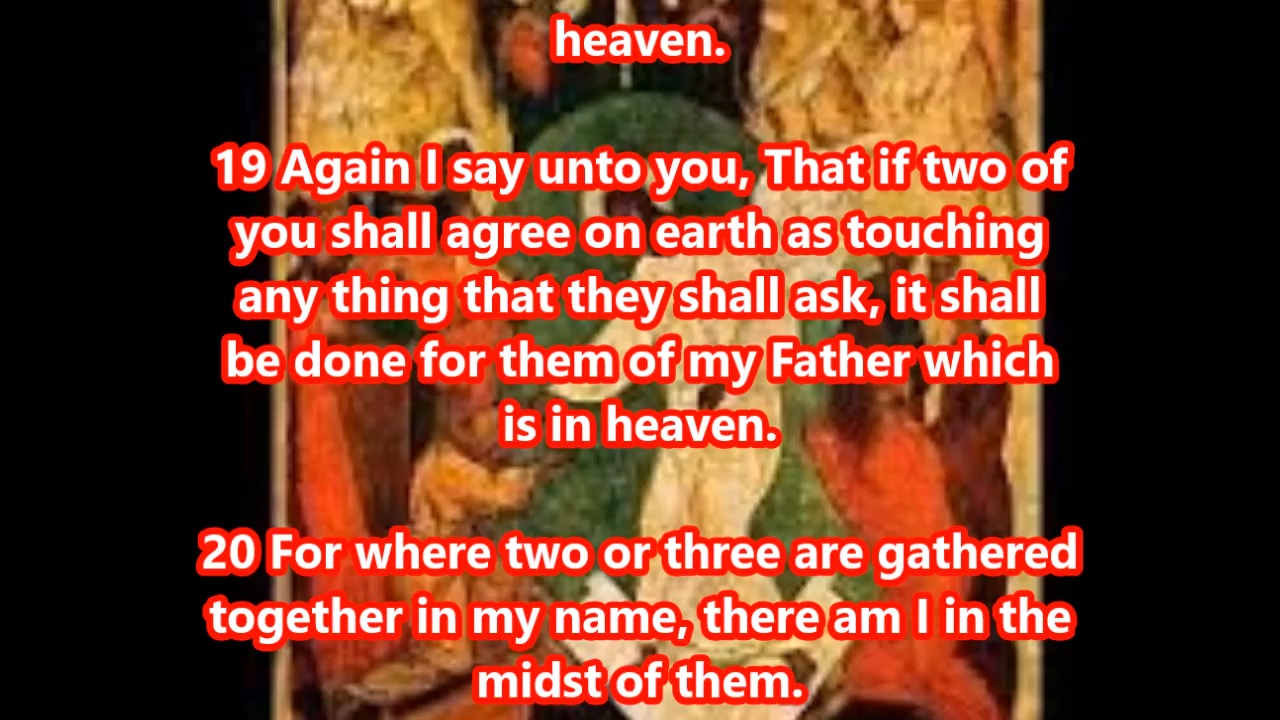 heaven.
19 Again I say unto you, That if two of
you shall agree on earth as touching
any thing that they shall ask, it shall
be done for them of my Father which
is in heaven.
20 For where two or three are gathered
together in my name, there am I in the
midst of them.